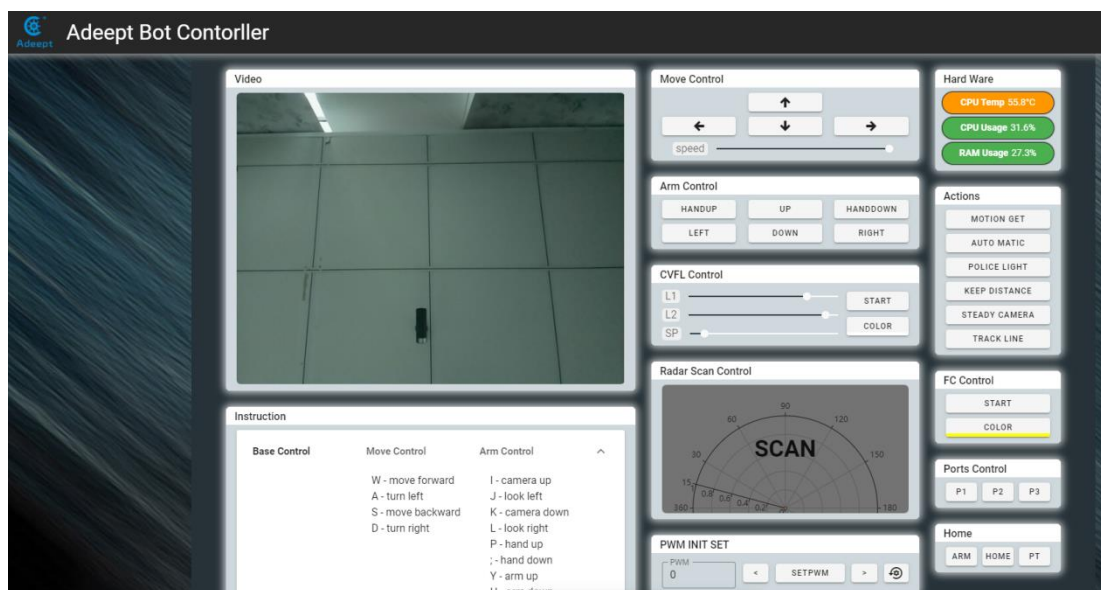 Adeept
Adeept Bot Contorller
Video
Instruction
Base Control
Move Control
W - move forward
A - turn left
S - move backward
D - turn right
Arm Control
I - camera up
J - look left
K - camera down
L - look right
P - hand up
; - hand down
Y - arm up
Move Control
speed
Arm Control
HANDUP UP HANDDOWN
LEFT DOWN RIGHT
CVFL Control
L1
START
L2
COLOR
SP
Radar Scan Control
90
60 120
SCAN
30 150
15
0.8 0.6 0.4 0.2
360 180
PWM INIT SET
PWM
0
< SETPWM >
Hard Ware
CPU Temp 55.8°C
CPU Usage 31.6%
RAM Usage 27.3%
Actions
MOTION GET
AUTO MATIC
POLICE LIGHT
KEEP DISTANCE
STEADY CAMERA
TRACK LINE
FC Control
START
COLOR
Ports Control
P1 P2 P3
Home
ARM HOME PT